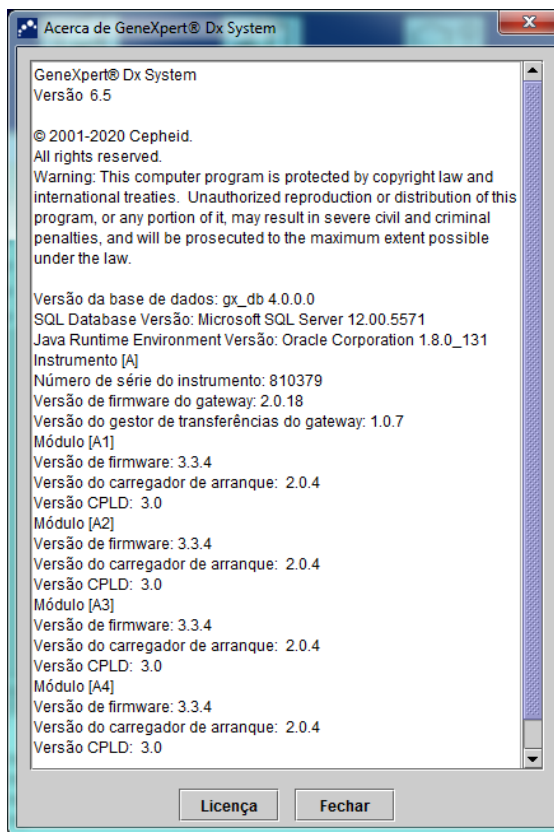 Acerca de GeneXpert® Dx System
GeneXpert® Dx System
Versão 6.5
© 2001-2020 Cepheid.
All rights reserved.
Warning: This computer program is protected by copyright law and
international treaties. Unauthorized reproduction or distribution of this
program, or any portion of it, may result in severe civil and criminal
penalties, and will be prosecuted to the maximum extent possible
under the law.
Versão da base de dados: gx_db 4.0.0.0
SQL Database Versão: Microsoft SQL Server 12.00.5571
Java Runtime Environment Versão: Oracle Corporation 1.8.0_131
Instrumento [A]
Número de série do instrumento: 810379
Versão de firmware do gateway: 2.0.18
Versão do gestor de transferências do gateway: 1.0.7
Módulo [A1]
Versão de firmware: 3.3.4
Versão do carregador de arranque: 2.0.4
Versão CPLD: 3.0
Módulo [A2]
Versão de firmware: 3.3.4
Versão do carregador de arranque: 2.0.4
Versão CPLD: 3.0
Módulo [A3]
Versão de firmware: 3.3.4
Versão do carregador de arranque: 2.0.4
Versão CPLD: 3.0
Módulo [A4]
Versão de firmware: 3.3.4
Versão do carregador de arranque: 2.0.4
Versão CPLD: 3.0
Licença
Fechar